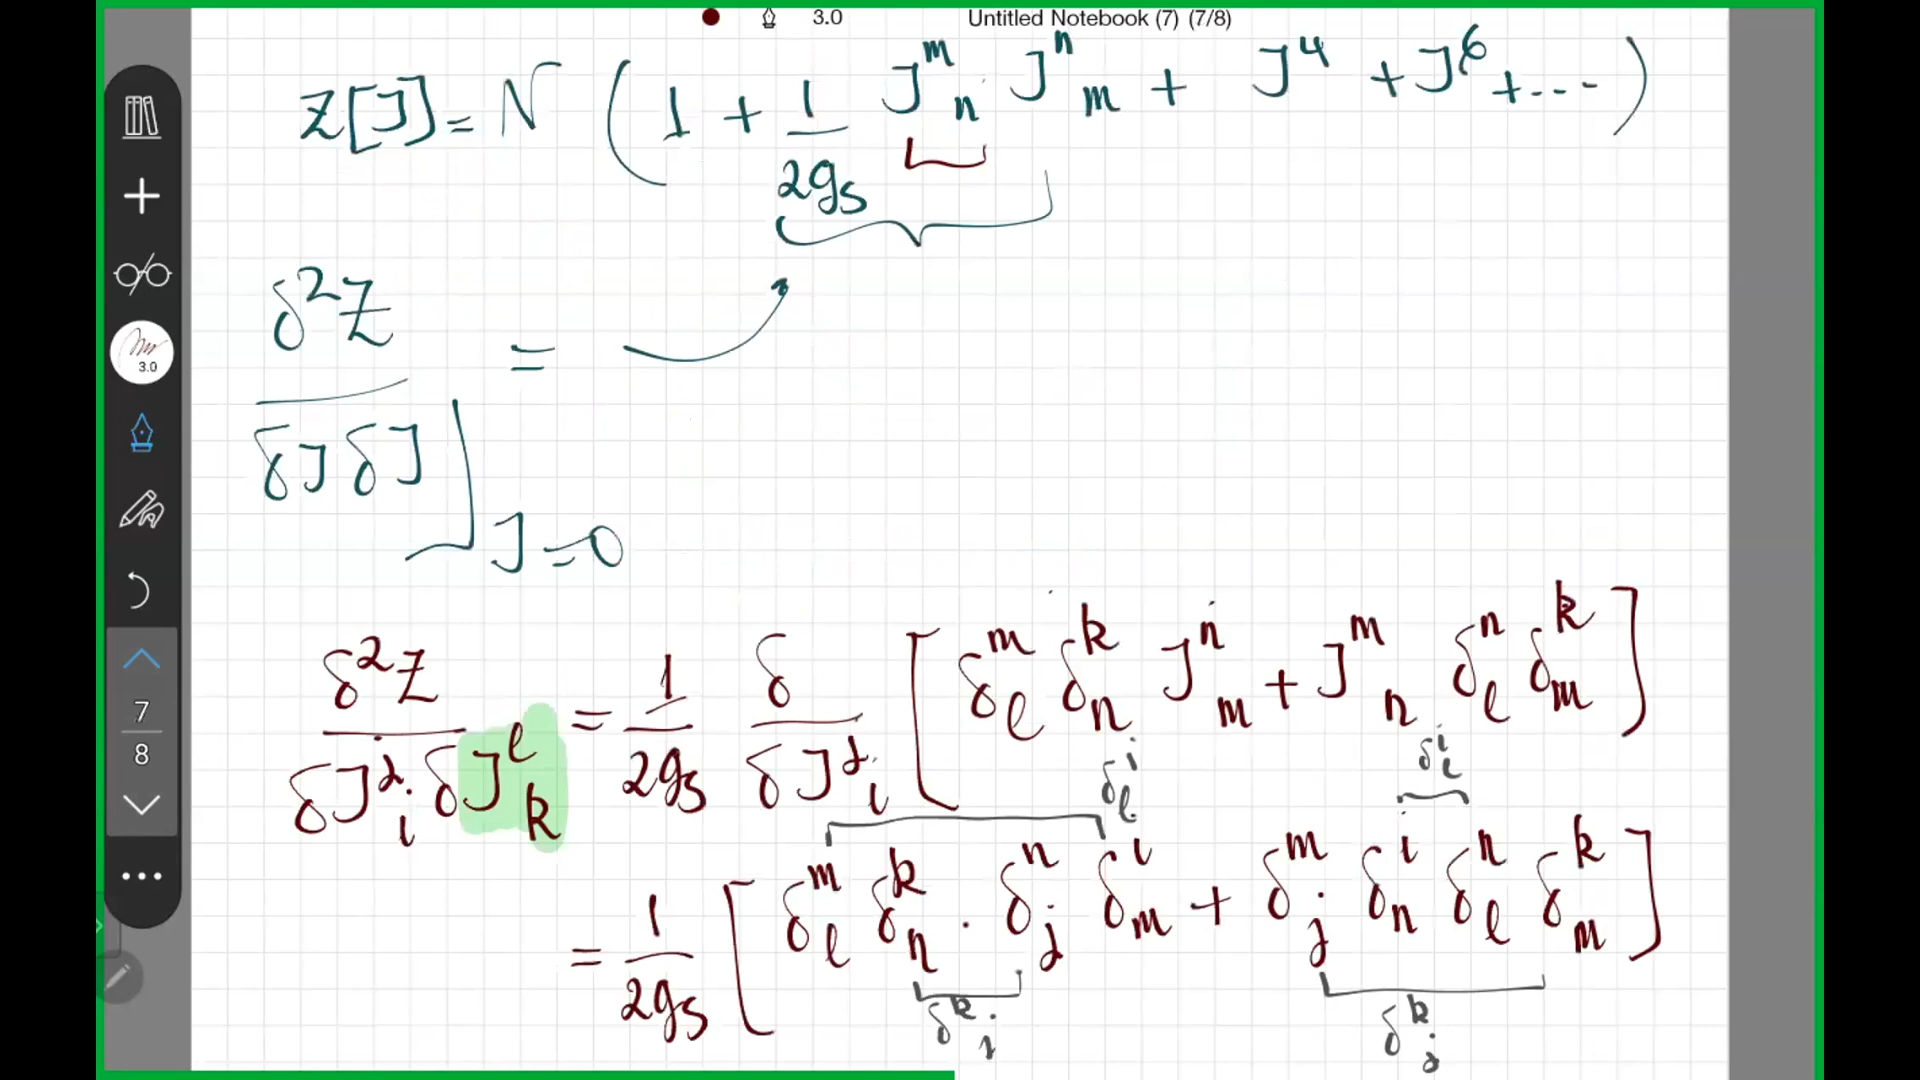 3.0 Untitled Notebook (7) (7/8)
Z[J] = N ( 1 + 1/2g_s J^m_n J^n_m + J^4 + J^6 + ... )
δ^2 Z / δJ δJ ]_{J=0} =
3.0
δ^2 Z / δJ^j_i δJ^l_k = 1/2g_s δ/δJ^j_i [ δ^m_l δ^k_n J^n_m + J^m_n δ^n_l δ^k_m ]
7
8
δ^i_l δ^i_l
= 1/2g_s [ δ^m_l δ^k_n . δ^n_j δ^i_m + δ^m_j δ^i_n δ^n_l δ^k_m ]
δ^k_j δ^k_j